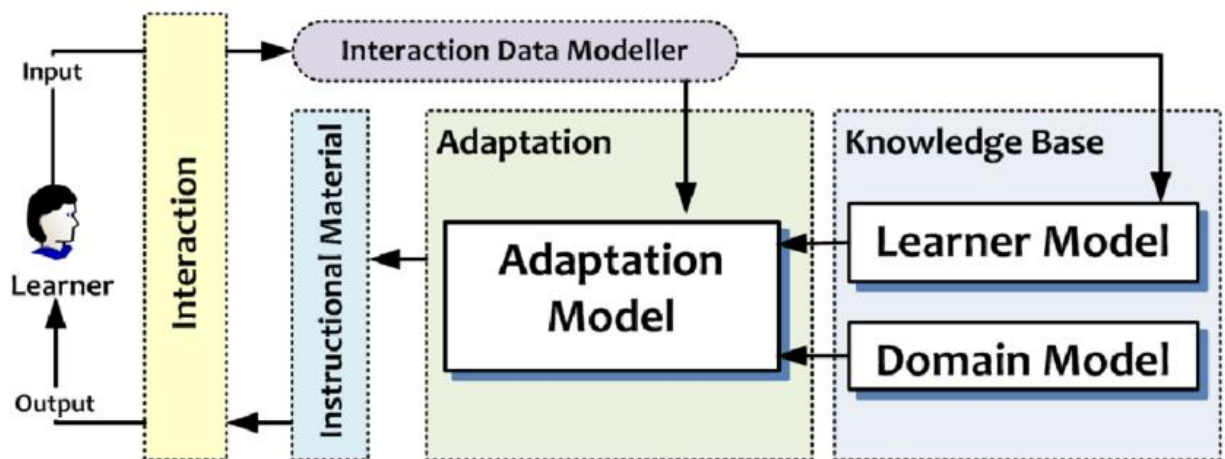 Input
Interaction Data Modeller
Interaction
Instructional Material
Adaptation
Knowledge Base
Learner
Adaptation
Model
Learner Model
Domain Model
Output